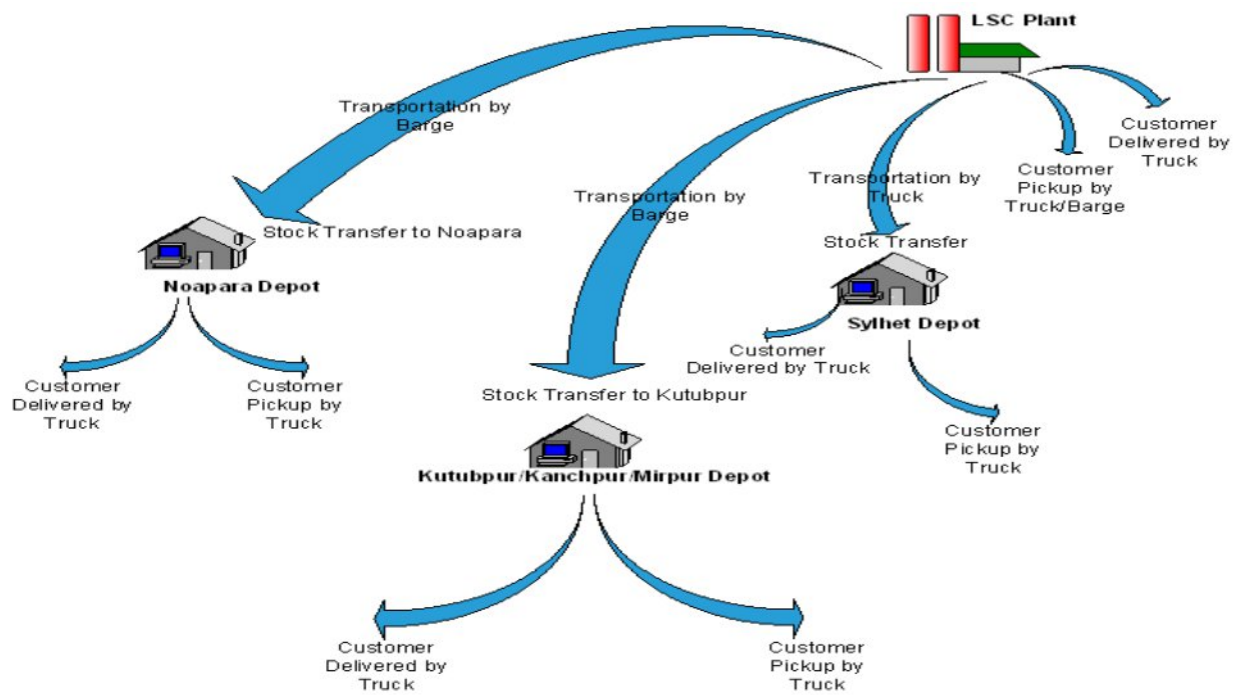 LSC Plant
Transportation by
Barge
Transportation by
Barge
Transportation by
Truck
Customer
Pickup by
Truck/Barge
Customer
Delivered by
Truck
Stock Transfer to Noapara
Noapara Depot
Customer
Delivered by
Truck
Customer
Pickup by
Truck
Stock Transfer to Kutubpur
Kutubpur/Kanchpur/Mirpur Depot
Customer
Delivered by
Truck
Customer
Pickup by
Truck
Stock Transfer
Sylhet Depot
Customer
Delivered by Truck
Customer
Pickup by
Truck